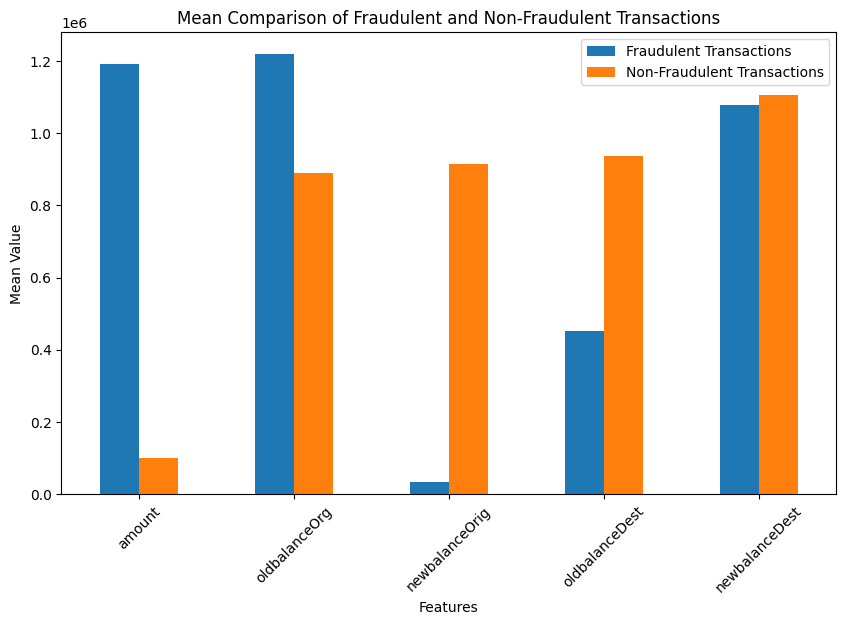 Mean Comparison of Fraudulent and Non-Fraudulent Transactions
1e6
Fraudulent Transactions
Non-Fraudulent Transactions
1.2
1.0
0.8
0.6
0.4
0.2
0.0
Mean Value
amount
oldbalanceOrg
newbalanceOrig
oldbalanceDest
newbalanceDest
Features